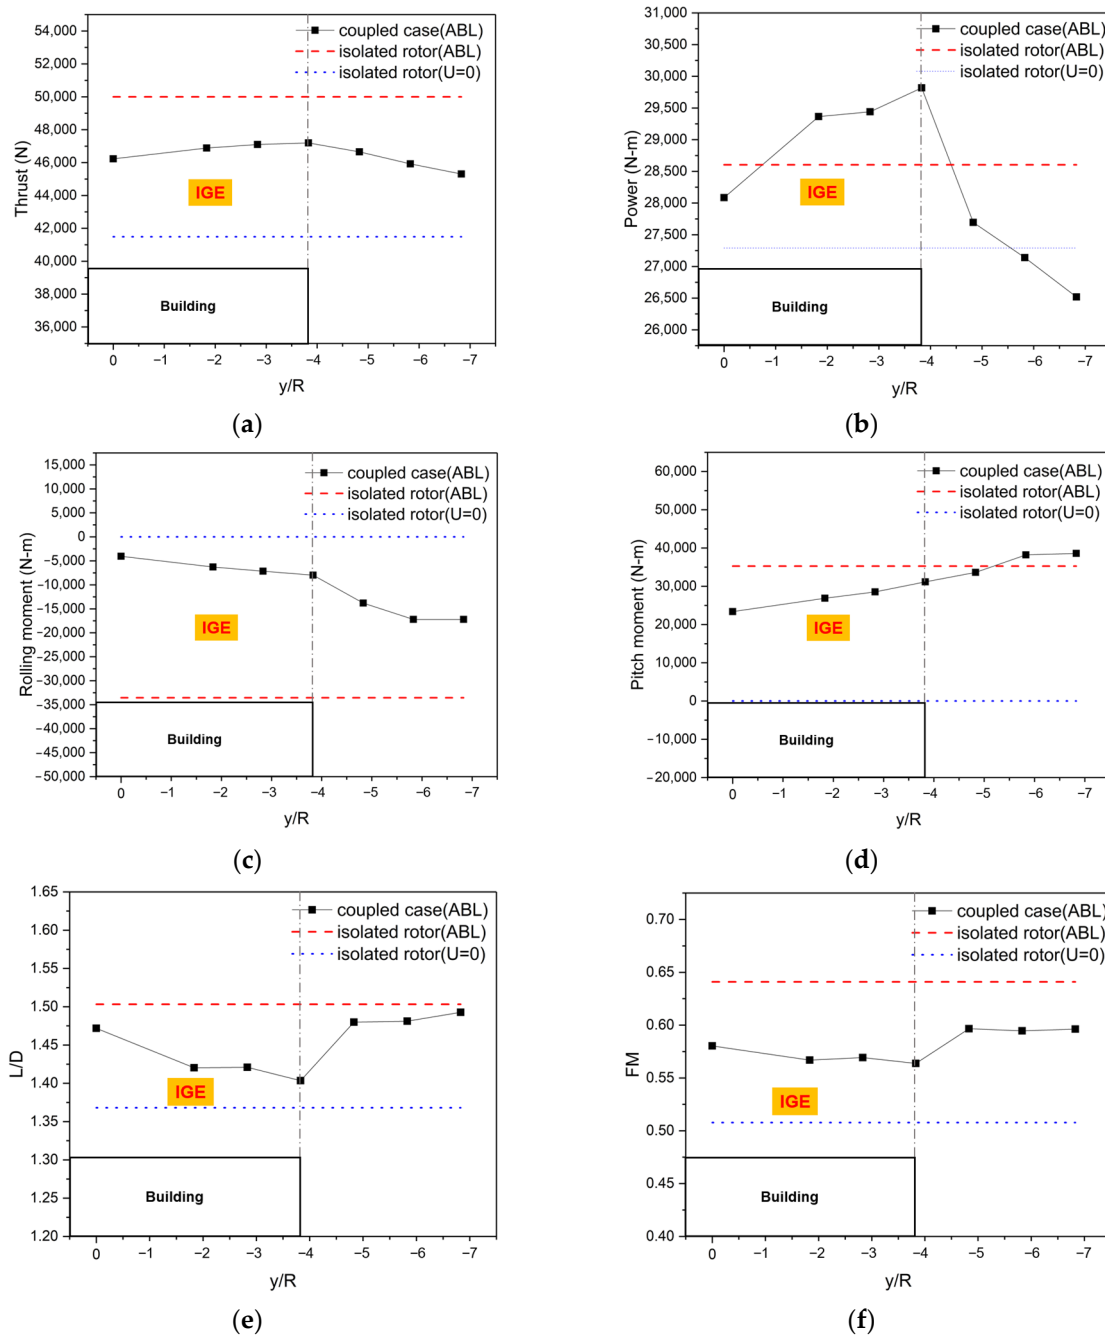 50,000
48,000
46,000
44,000
42,000
40,000
38,000
36,000
Thrust (N)
coupled case(ABL)
isolated rotor(ABL)
isolated rotor(U=0)
IGE
Building
0 −1 −2 −3 −4 −5 −6 −7
y/R
(a)
31,000
30,500
30,000
29,500
29,000
28,500
28,000
27,500
27,000
26,500
26,000
Power (N-m)
coupled case(ABL)
isolated rotor(ABL)
isolated rotor(U=0)
IGE
Building
0 −1 −2 −3 −4 −5 −6 −7
y/R
(b)
15,000
10,000
5,000
0
−5,000
−10,000
−15,000
−20,000
−25,000
−30,000
−35,000
−40,000
−45,000
−50,000
Rolling moment (N-m)
coupled case(ABL)
isolated rotor(ABL)
isolated rotor(U=0)
IGE
Building
0 −1 −2 −3 −4 −5 −6 −7
y/R
(c)
60,000
50,000
40,000
30,000
20,000
10,000
0
−10,000
−20,000
Pitch moment (N-m)
coupled case(ABL)
isolated rotor(ABL)
isolated rotor(U=0)
IGE
Building
0 −1 −2 −3 −4 −5 −6 −7
y/R
(d)
1.65
1.60
1.55
1.50
1.45
1.40
1.35
1.30
1.25
1.20
L/D
coupled case(ABL)
isolated rotor(ABL)
isolated rotor(U=0)
IGE
Building
0 −1 −2 −3 −4 −5 −6 −7
y/R
(e)
0.70
0.65
0.60
0.55
0.50
0.45
0.40
FM
coupled case(ABL)
isolated rotor(ABL)
isolated rotor(U=0)
IGE
Building
0 −1 −2 −3 −4 −5 −6 −7
y/R
(f)